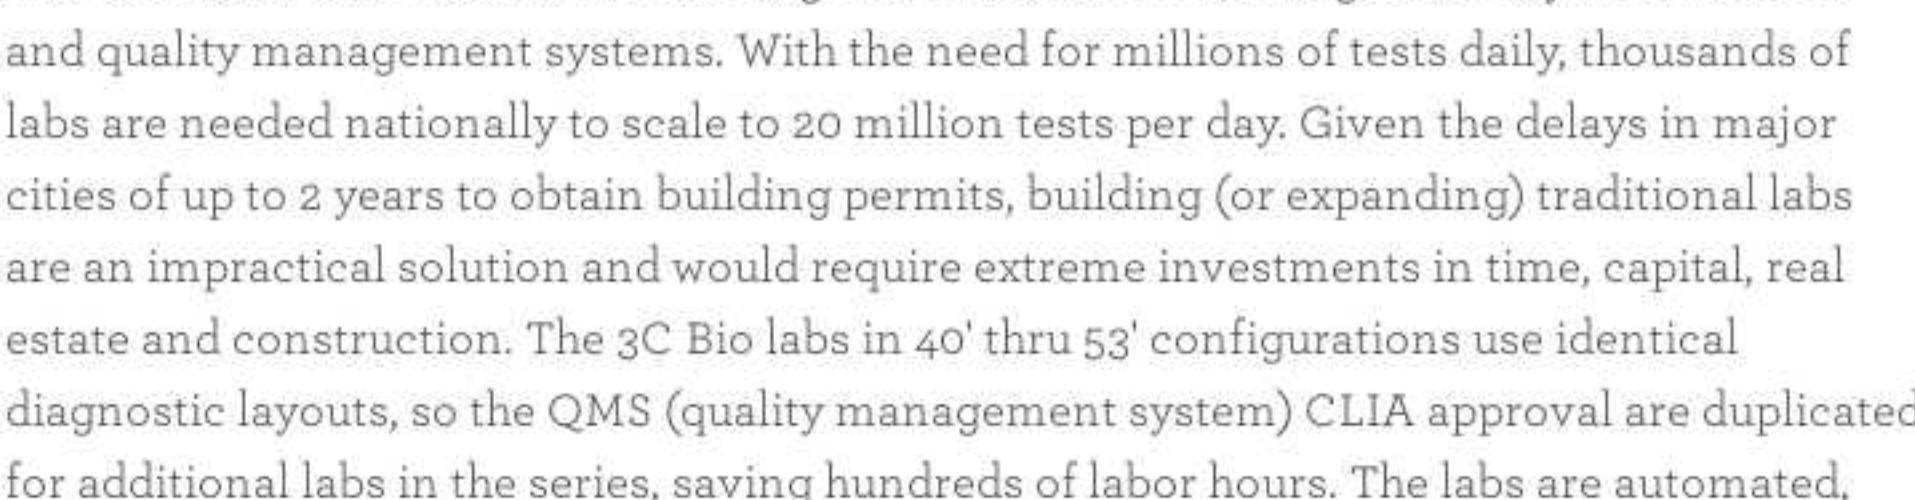 and quality management systems. With the need for millions of tests daily, thousands of
labs are needed nationally to scale to 20 million tests per day. Given the delays in major
cities of up to 2 years to obtain building permits, building (or expanding) traditional labs
are an impractical solution and would require extreme investments in time, capital, real
estate and construction. The 3C Bio labs in 40' thru 53' configurations use identical
diagnostic layouts, so the QMS (quality management system) CLIA approval are duplicated
for additional labs in the series, saving hundreds of labor hours. The labs are automated,